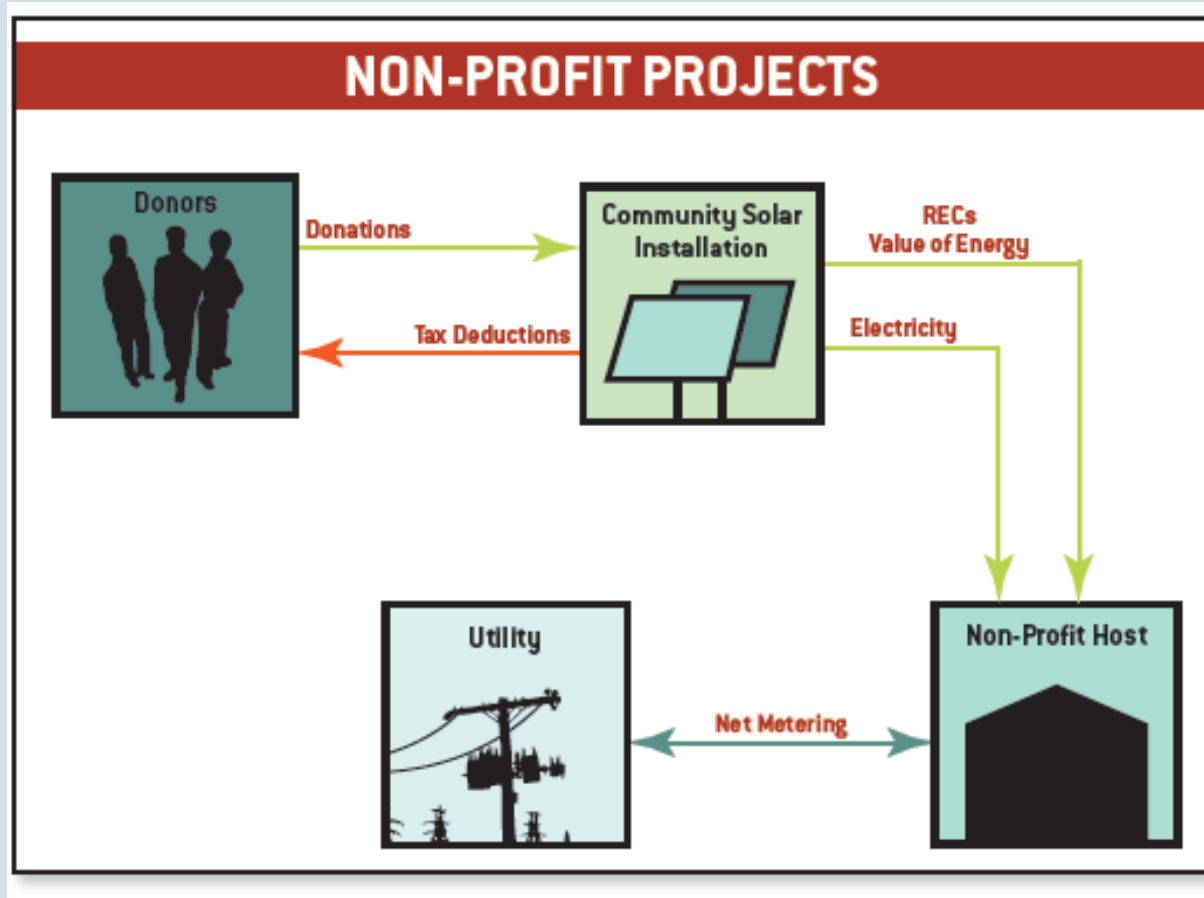 NON-PROFIT PROJECTS
Donors
Donations
Tax Deductions
Community Solar
Installation
RECs
Value of Energy
Electricity
Utility
Net Metering
Non-Profit Host